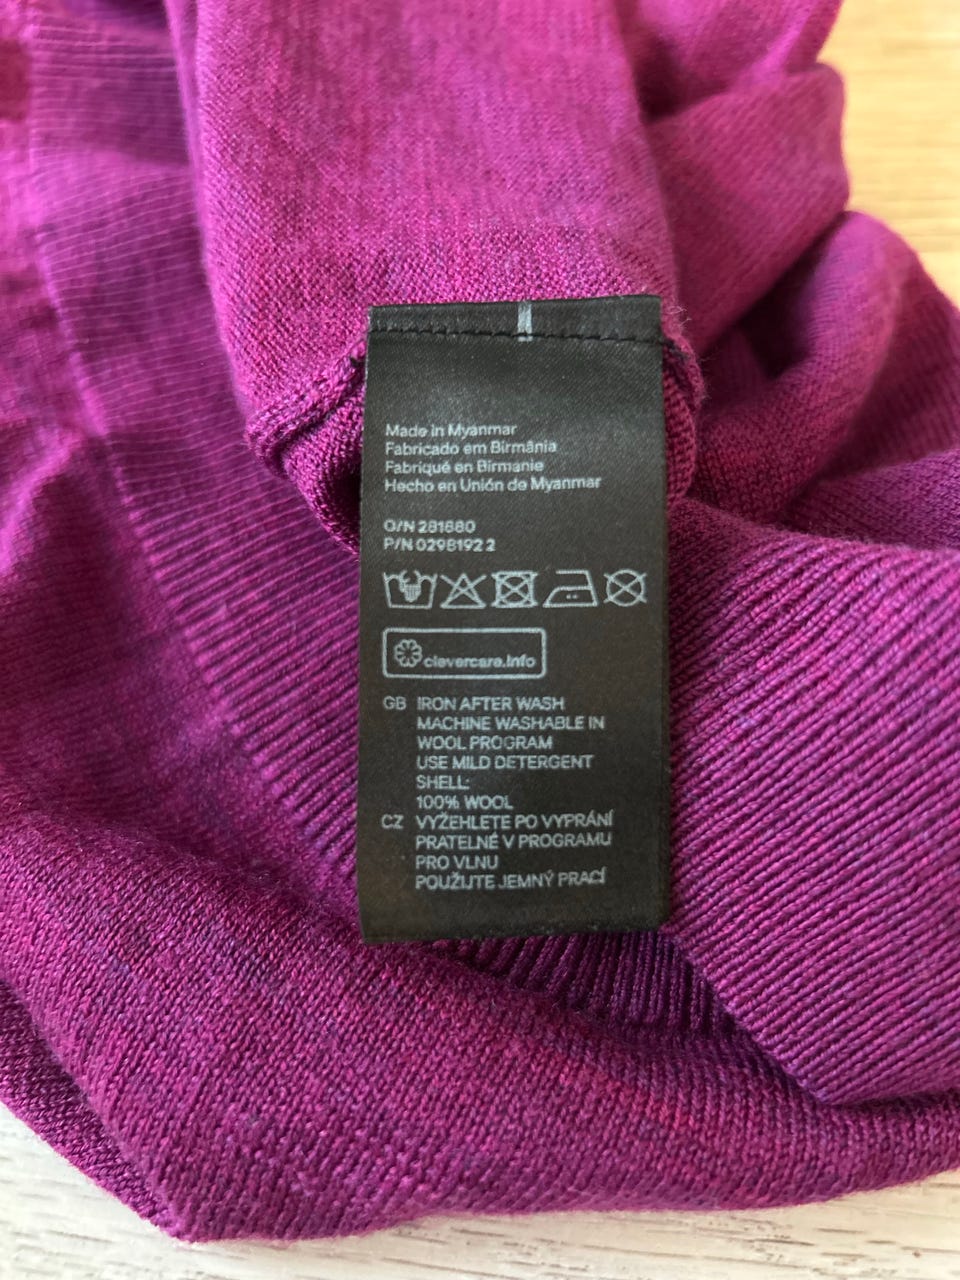 Made in Myanmar
Fabricado em Birmânia
Fabriqué en Birmanie
Hecho en Unión de Myanmar
O/N 281680
P/N 0298192 2
clevercare.info
GB IRON AFTER WASH
MACHINE WASHABLE IN
WOOL PROGRAM
USE MILD DETERGENT
SHELL:
100% WOOL
CZ VYŽEHLETE PO VYPRÁNÍ
PRATELNÉ V PROGRAMU
PRO VLNU
POUŽIJTE JEMNÝ PRACÍ